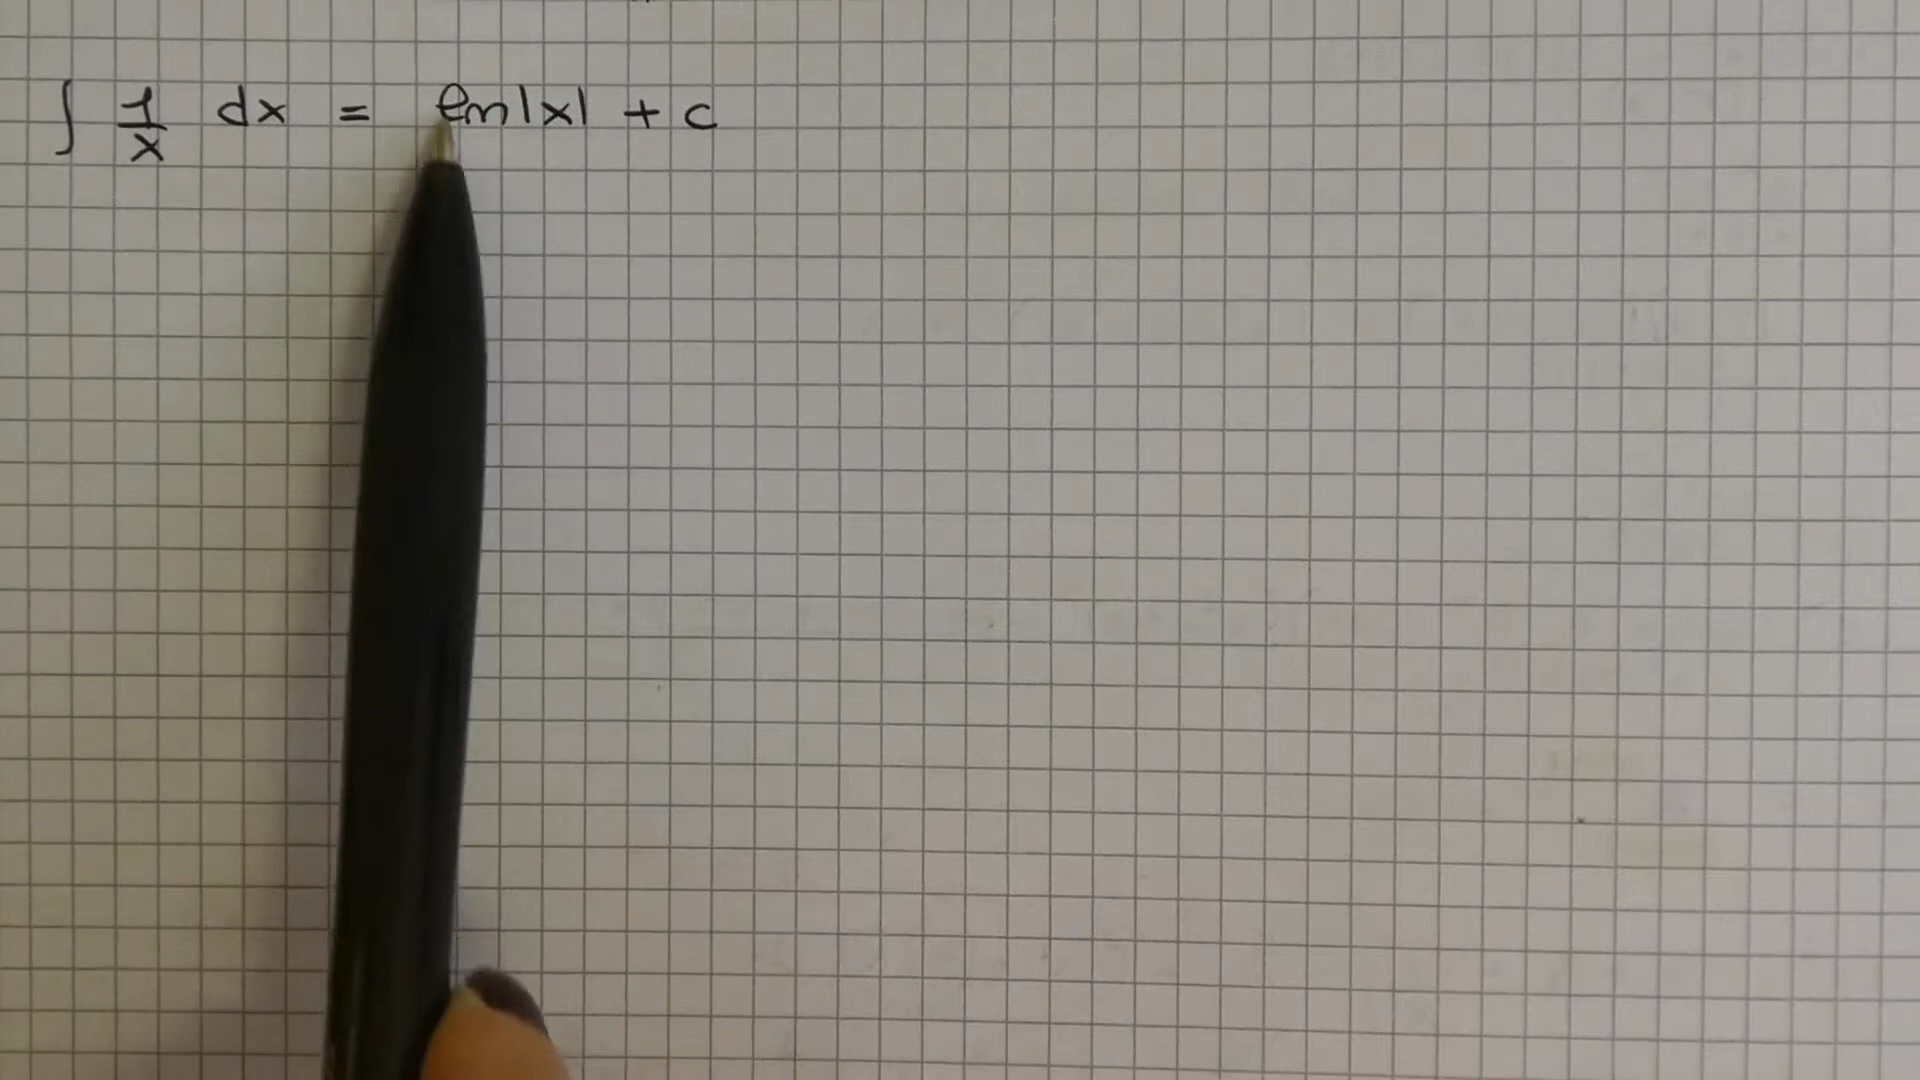 ∫ 1/x dx = ln|x| + c